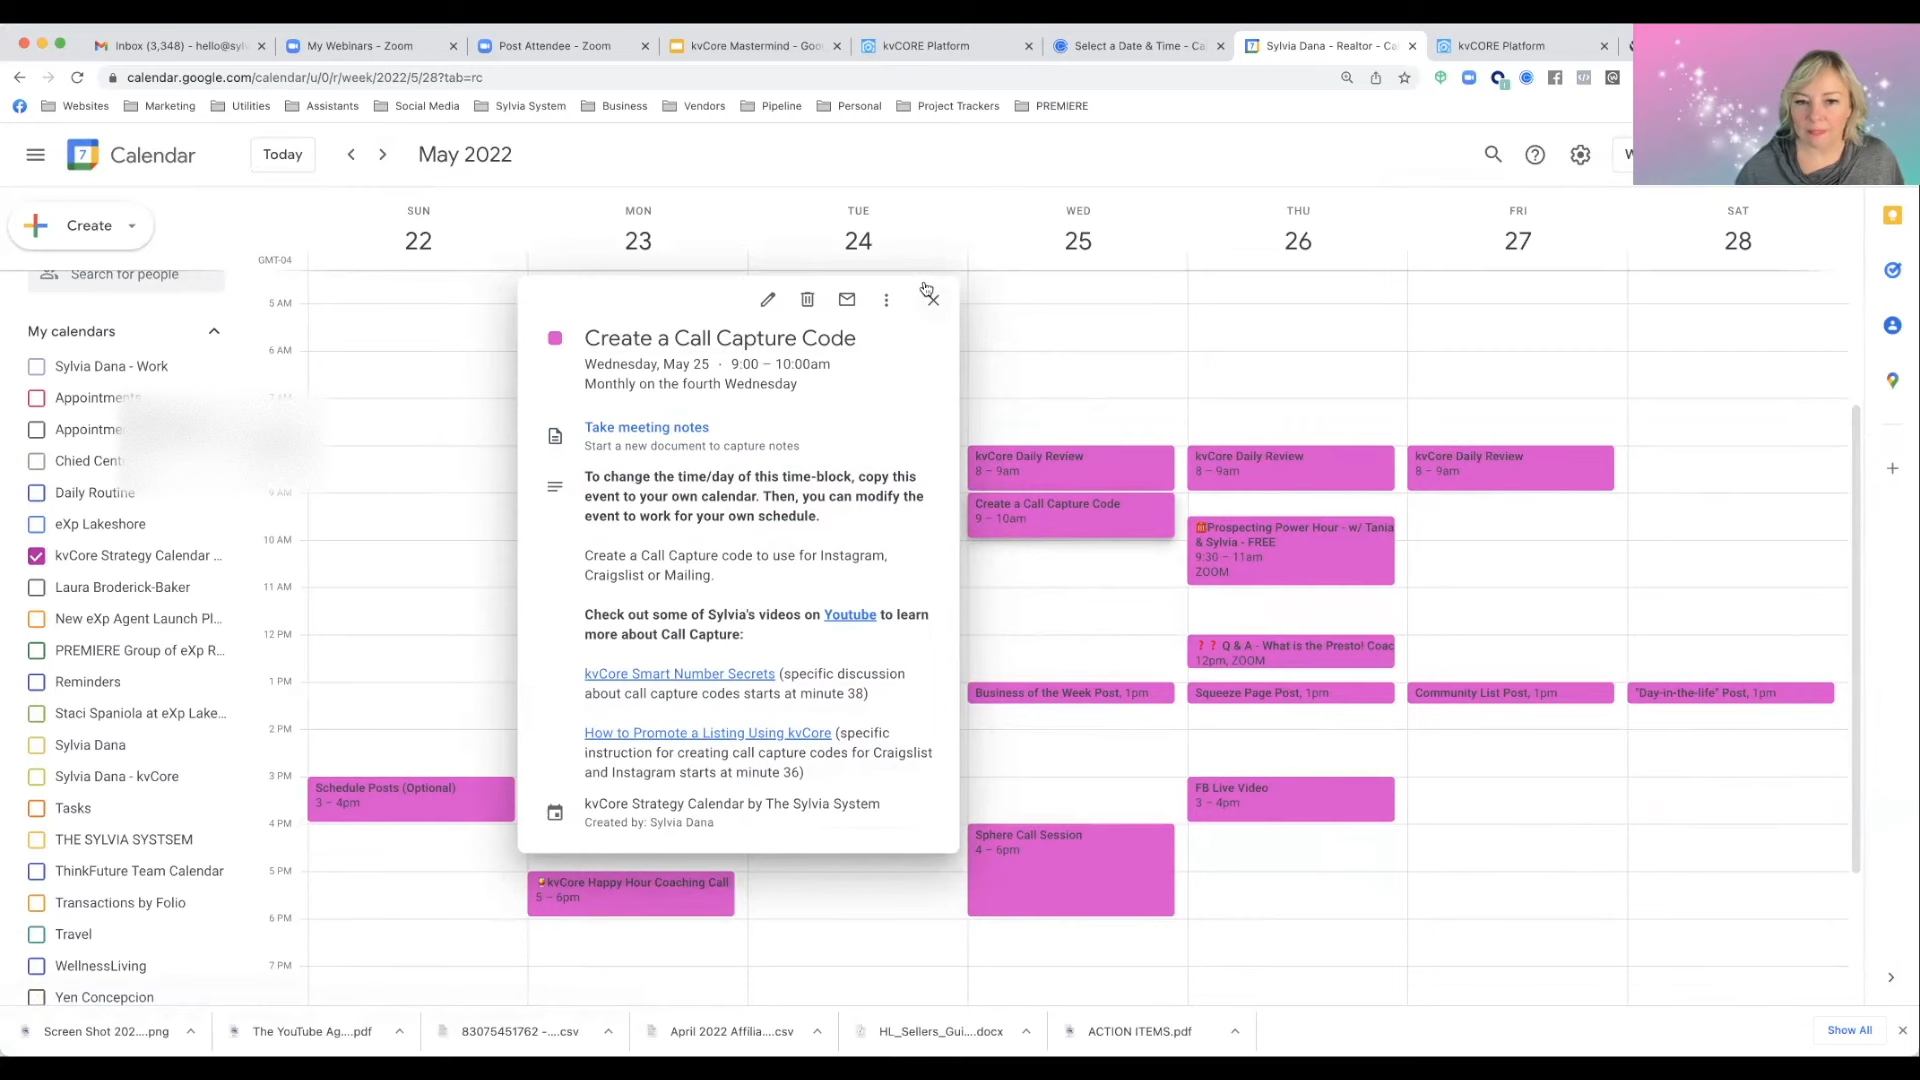 Inbox (3,348) - hello@syl
My Webinars - Zoom
Post Attendee - Zoom
kvCore Mastermind - Goo
kvCORE Platform
Select a Date & Time - Ca
Sylvia Dana - Realtor - Ca
kvCORE Platform
calendar.google.com/calendar/u/0/r/week/2022/5/28?tab=rc
Websites
Marketing
Utilities
Assistants
Social Media
Sylvia System
Business
Vendors
Pipeline
Personal
Project Trackers
PREMIERE
7
Calendar
Today
May 2022
Create
SUN
22
MON
23
TUE
24
WED
25
THU
26
FRI
27
SAT
28
GMT-04
Search for people
My calendars
Sylvia Dana - Work
Appointments
Appointme
Chied Cent
Daily Routine
eXp Lakeshore
kvCore Strategy Calendar ...
Laura Broderick-Baker
New eXp Agent Launch Pl...
PREMIERE Group of eXp R...
Reminders
Staci Spaniola at eXp Lake...
Sylvia Dana
Sylvia Dana - kvCore
Tasks
THE SYLVIA SYSTSEM
ThinkFuture Team Calendar
Transactions by Folio
Travel
WellnessLiving
Yen Concepcion
5 AM
6 AM
7 AM
9 AM
10 AM
11 AM
12 PM
1 PM
2 PM
3 PM
4 PM
5 PM
6 PM
7 PM
Schedule Posts (Optional)
3 – 4pm
Create a Call Capture Code
Wednesday, May 25 · 9:00 – 10:00am
Monthly on the fourth Wednesday
Take meeting notes
Start a new document to capture notes
To change the time/day of this time-block, copy this
event to your own calendar. Then, you can modify the
event to work for your own schedule.
Create a Call Capture code to use for Instagram,
Craigslist or Mailing.
Check out some of Sylvia's videos on Youtube to learn
more about Call Capture:
kvCore Smart Number Secrets (specific discussion
about call capture codes starts at minute 38)
How to Promote a Listing Using kvCore (specific
instruction for creating call capture codes for Craigslist
and Instagram starts at minute 36)
kvCore Strategy Calendar by The Sylvia System
Created by: Sylvia Dana
kvCore Happy Hour Coaching Call
5 – 6pm
kvCore Daily Review
8 – 9am
Create a Call Capture Code
9 – 10am
Business of the Week Post, 1pm
Sphere Call Session
4 – 6pm
kvCore Daily Review
8 – 9am
Prospecting Power Hour - w/ Tania
& Sylvia - FREE
9:30 – 11am
ZOOM
❓❓ Q & A - What is the Presto! Coac
12pm, ZOOM
Squeeze Page Post, 1pm
FB Live Video
3 – 4pm
kvCore Daily Review
8 – 9am
Community List Post, 1pm
"Day-in-the-life" Post, 1pm
Screen Shot 202....png
The YouTube Ag....pdf
83075451762 -....csv
April 2022 Affilia....csv
HL_Sellers_Gui....docx
ACTION ITEMS.pdf
Show All